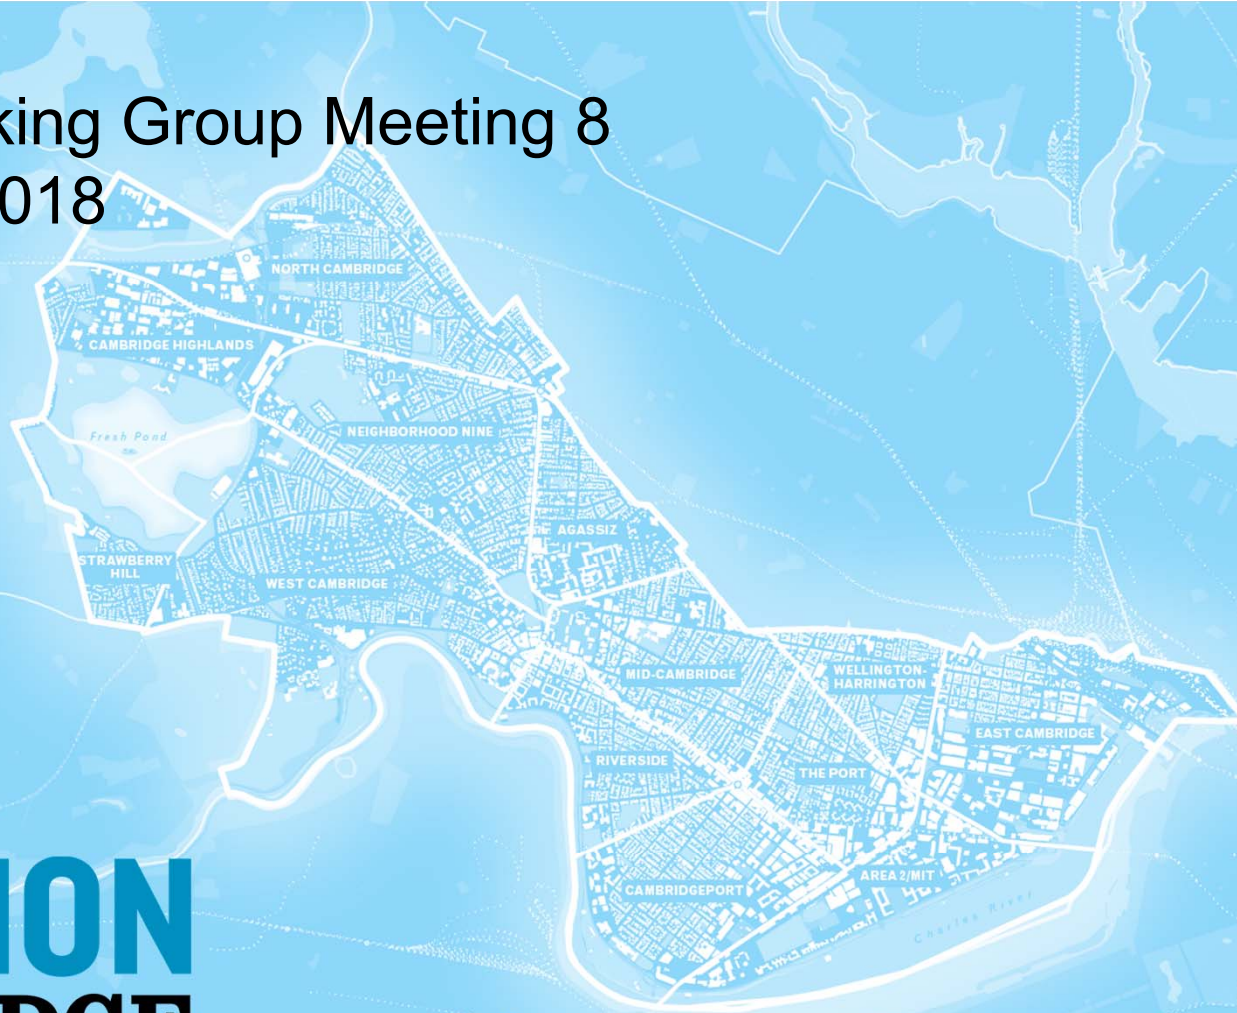 king Group Meeting 8
018
NORTH CAMBRIDGE
CAMBRIDGE HIGHLANDS
Fresh Pond
NEIGHBORHOOD NINE
AGASSIZ
STRAWBERRY
HILL
WEST CAMBRIDGE
MID-CAMBRIDGE
WELLINGTON-
HARRINGTON
EAST CAMBRIDGE
RIVERSIDE
THE PORT
AREA 2/MIT
CAMBRIDGEPORT
Charles River
ION
DGE